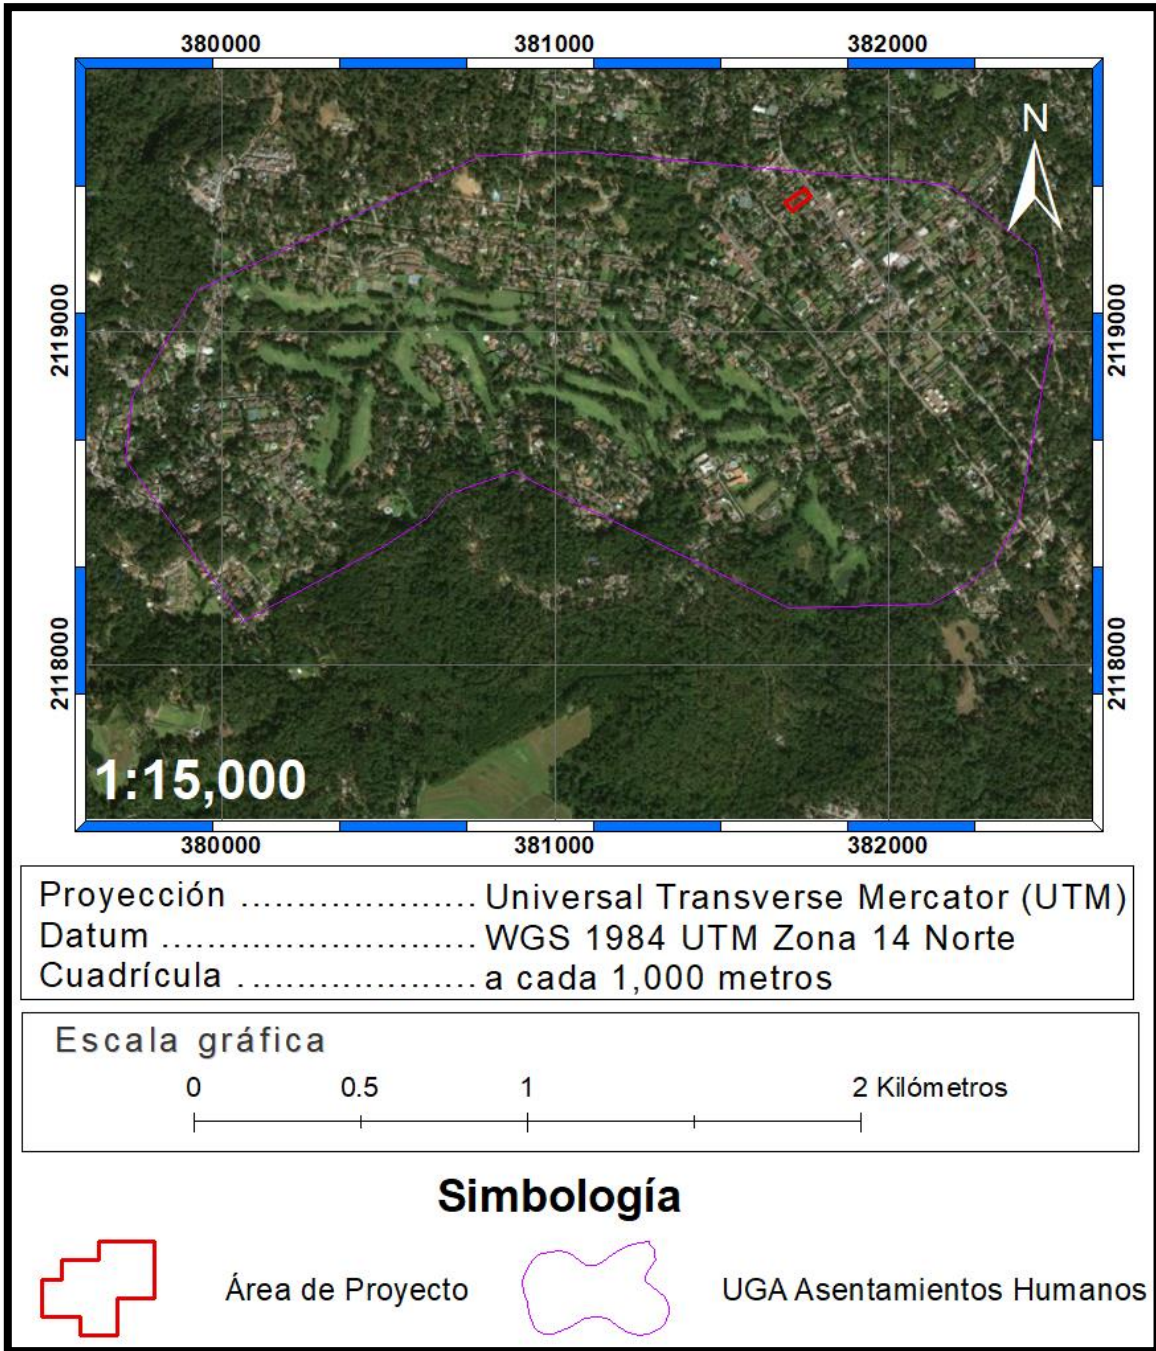 380000 381000 382000
N
2119000 2119000
2118000 2118000
1:15,000
380000 381000 382000
Proyección ...................... Universal Transverse Mercator (UTM)
Datum ............................. WGS 1984 UTM Zona 14 Norte
Cuadrícula ...................... a cada 1,000 metros
Escala gráfica
0 0.5 1 2 Kilómetros
Simbología
Área de Proyecto UGA Asentamientos Humanos